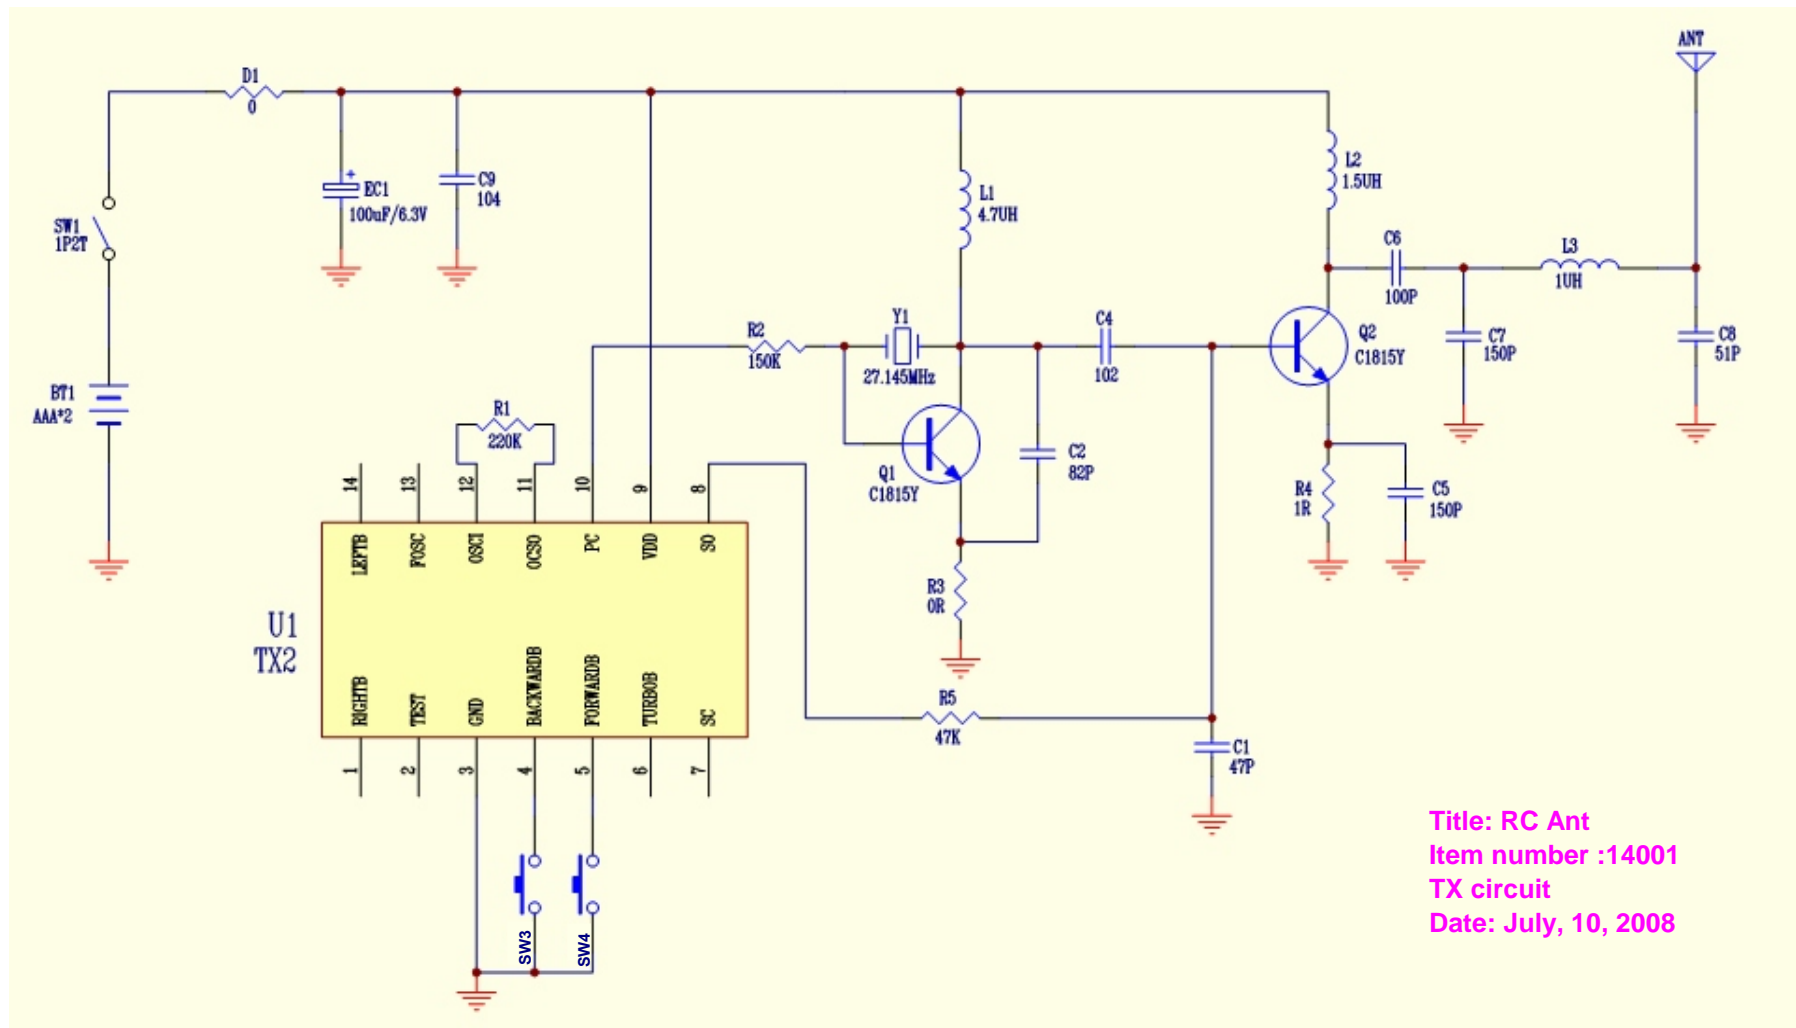 ANT
D1
0
EC1
100uF/6.3V
C9
104
SW1
1P2T
BT1
AAA*2
L1
4.7UH
L2
1.5UH
C6
100P
L3
1UH
C7
150P
C8
51P
R2
150K
Y1
27.145MHz
C4
102
Q2
C1815Y
Q1
C1815Y
C2
82P
R1
220K
R4
1R
C5
150P
R3
0R
14
13
12
11
10
9
8
LEFTB
FOSC
OSCI
OCSO
PC
VDD
SO
U1
TX2
RIGHTB
TEST
GND
BACKWARDB
FORWARDB
TURBOB
SC
1
2
3
4
5
6
7
R5
47K
C1
47P
SW3
SW4
Title: RC Ant
Item number :14001
TX circuit
Date: July, 10, 2008